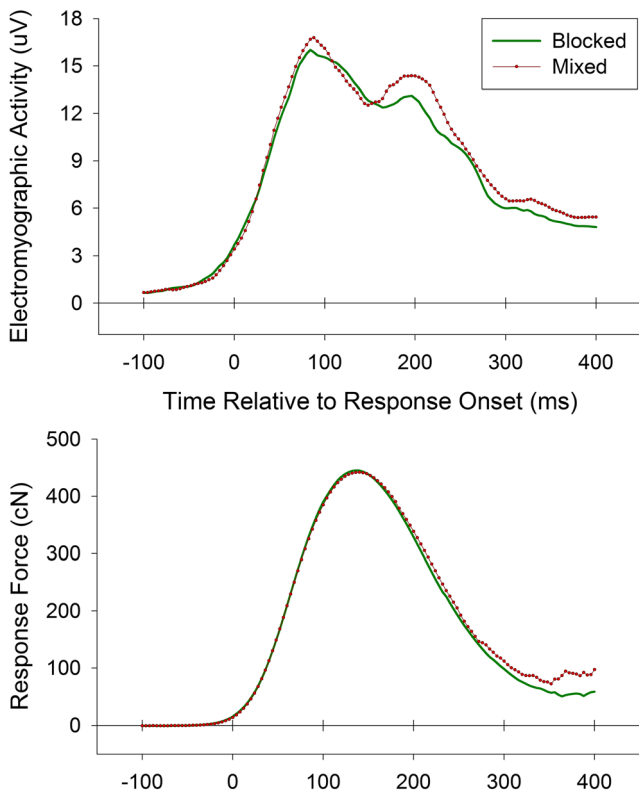 Electromyographic Activity (uV)
18
15
12
9
6
3
0
Blocked
Mixed
-100 0 100 200 300 400
Time Relative to Response Onset (ms)
Response Force (cN)
500
400
300
200
100
0
-100 0 100 200 300 400